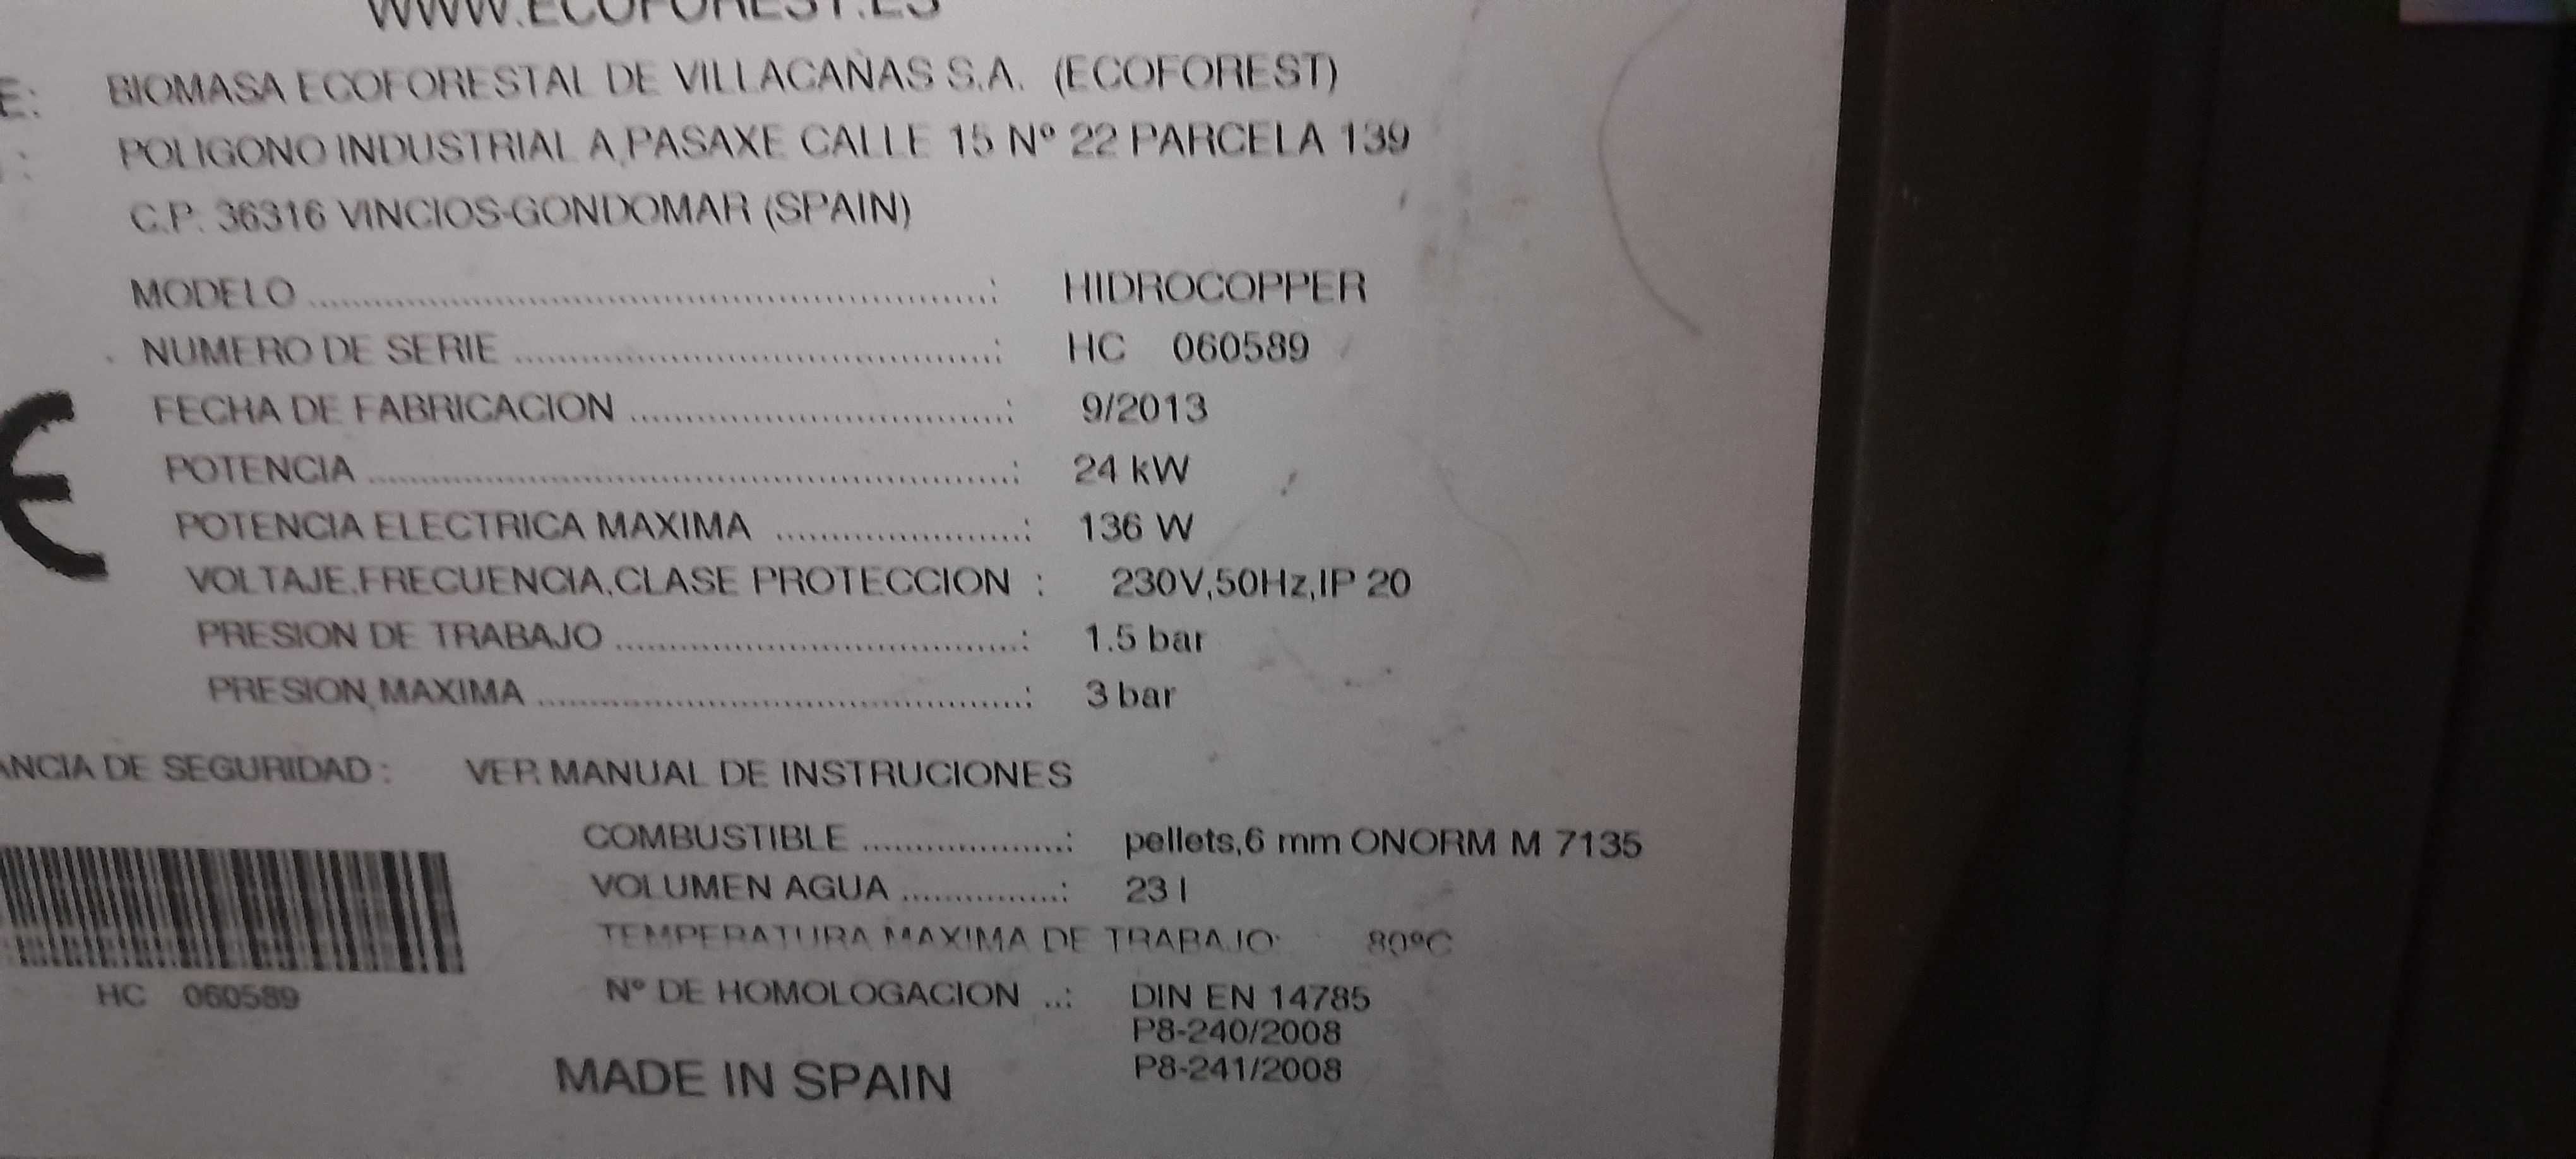 WWW.ECOFOREST.ES
E: BIOMASA ECOFORESTAL DE VILLACAÑAS S.A. (ECOFOREST)
: POLIGONO INDUSTRIAL A PASAXE CALLE 15 Nº 22 PARCELA 139
C.P. 36316 VINCIOS-GONDOMAR (SPAIN)
MODELO ..........: HIDROCOPPER
NUMERO DE SERIE ..........: HC 060589
FECHA DE FABRICACION ..........: 9/2013
POTENCIA ..........: 24 kW
POTENCIA ELECTRICA MAXIMA ..........: 136 W
VOLTAJE,FRECUENCIA,CLASE PROTECCION : 230V,50Hz,IP 20
PRESION DE TRABAJO ..........: 1.5 bar
PRESION MAXIMA ..........: 3 bar
CE
ANCIA DE SEGURIDAD : VER MANUAL DE INSTRUCIONES
COMBUSTIBLE ..........: pellets,6 mm ONORM M 7135
VOLUMEN AGUA ..........: 23 l
TEMPERATURA MAXIMA DE TRABAJO: 80ºC
Nº DE HOMOLOGACION ..: DIN EN 14785
P8-240/2008
P8-241/2008
HC 060589
MADE IN SPAIN